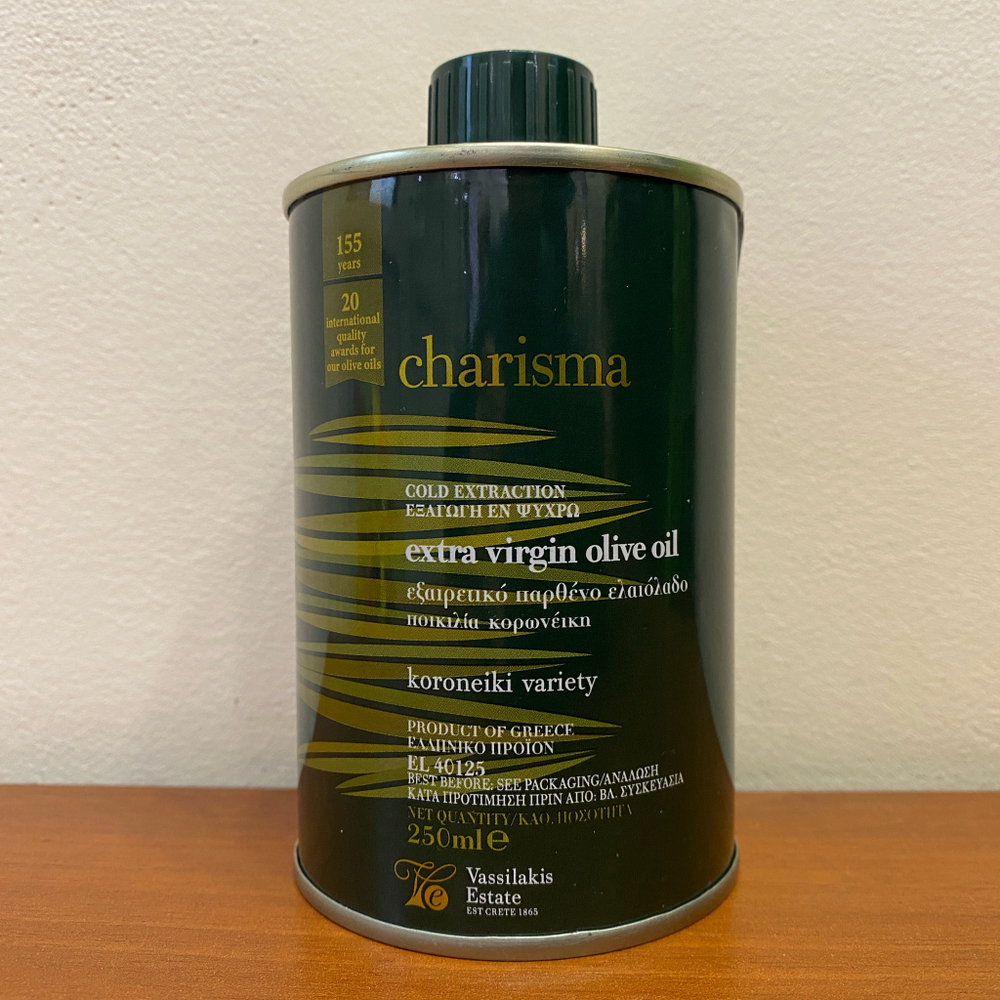 155
years
20
international
quality
awards for
our olive oils
charisma
COLD EXTRACTION
ΕΞΑΓΩΓΗ ΕΝ ΨΥΧΡΩ
extra virgin olive oil
εξαιρετικό παρθένο ελαιόλαδο
ποικιλία κορωνέικη
koroneiki variety
PRODUCT OF GREECE
ΕΛΛΗΝΙΚΟ ΠΡΟΪΟΝ
EL 40125
BEST BEFORE: SEE PACKAGING/ΑΝΑΛΩΣΗ
ΚΑΤΑ ΠΡΟΤΙΜΗΣΗ ΠΡΙΝ ΑΠΟ: ΒΛ. ΣΥΣΚΕΥΑΣΙΑ
NET QUANTITY/ΚΑΘ. ΠΟΣΟΤΗΤΑ
250ml℮
Ve
Vassilakis
Estate
EST CRETE 1865